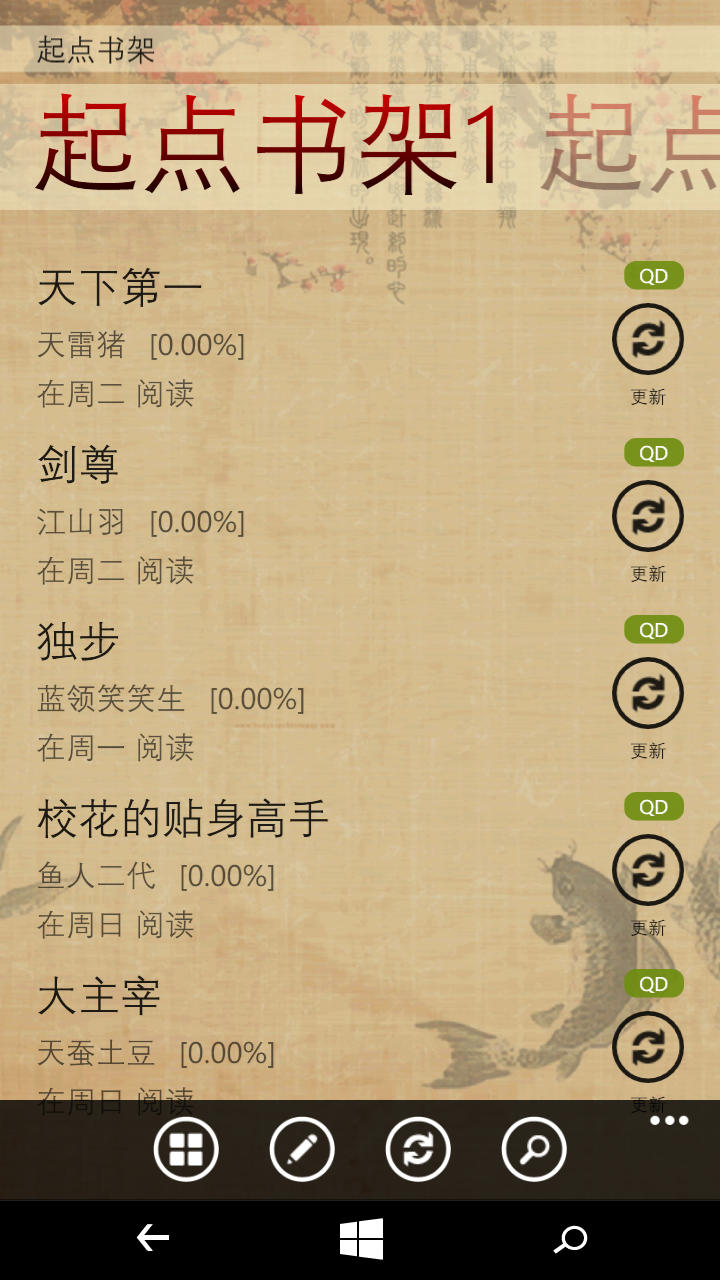 起点书架
起点书架1 起点
天下第一
QD
天雷猪 [0.00%]
在周二 阅读
更新
剑尊
QD
江山羽 [0.00%]
在周二 阅读
更新
独步
QD
蓝领笑笑生 [0.00%]
在周一 阅读
更新
校花的贴身高手
QD
鱼人二代 [0.00%]
在周日 阅读
更新
大主宰
QD
天蚕土豆 [0.00%]
在周日 阅读
更新